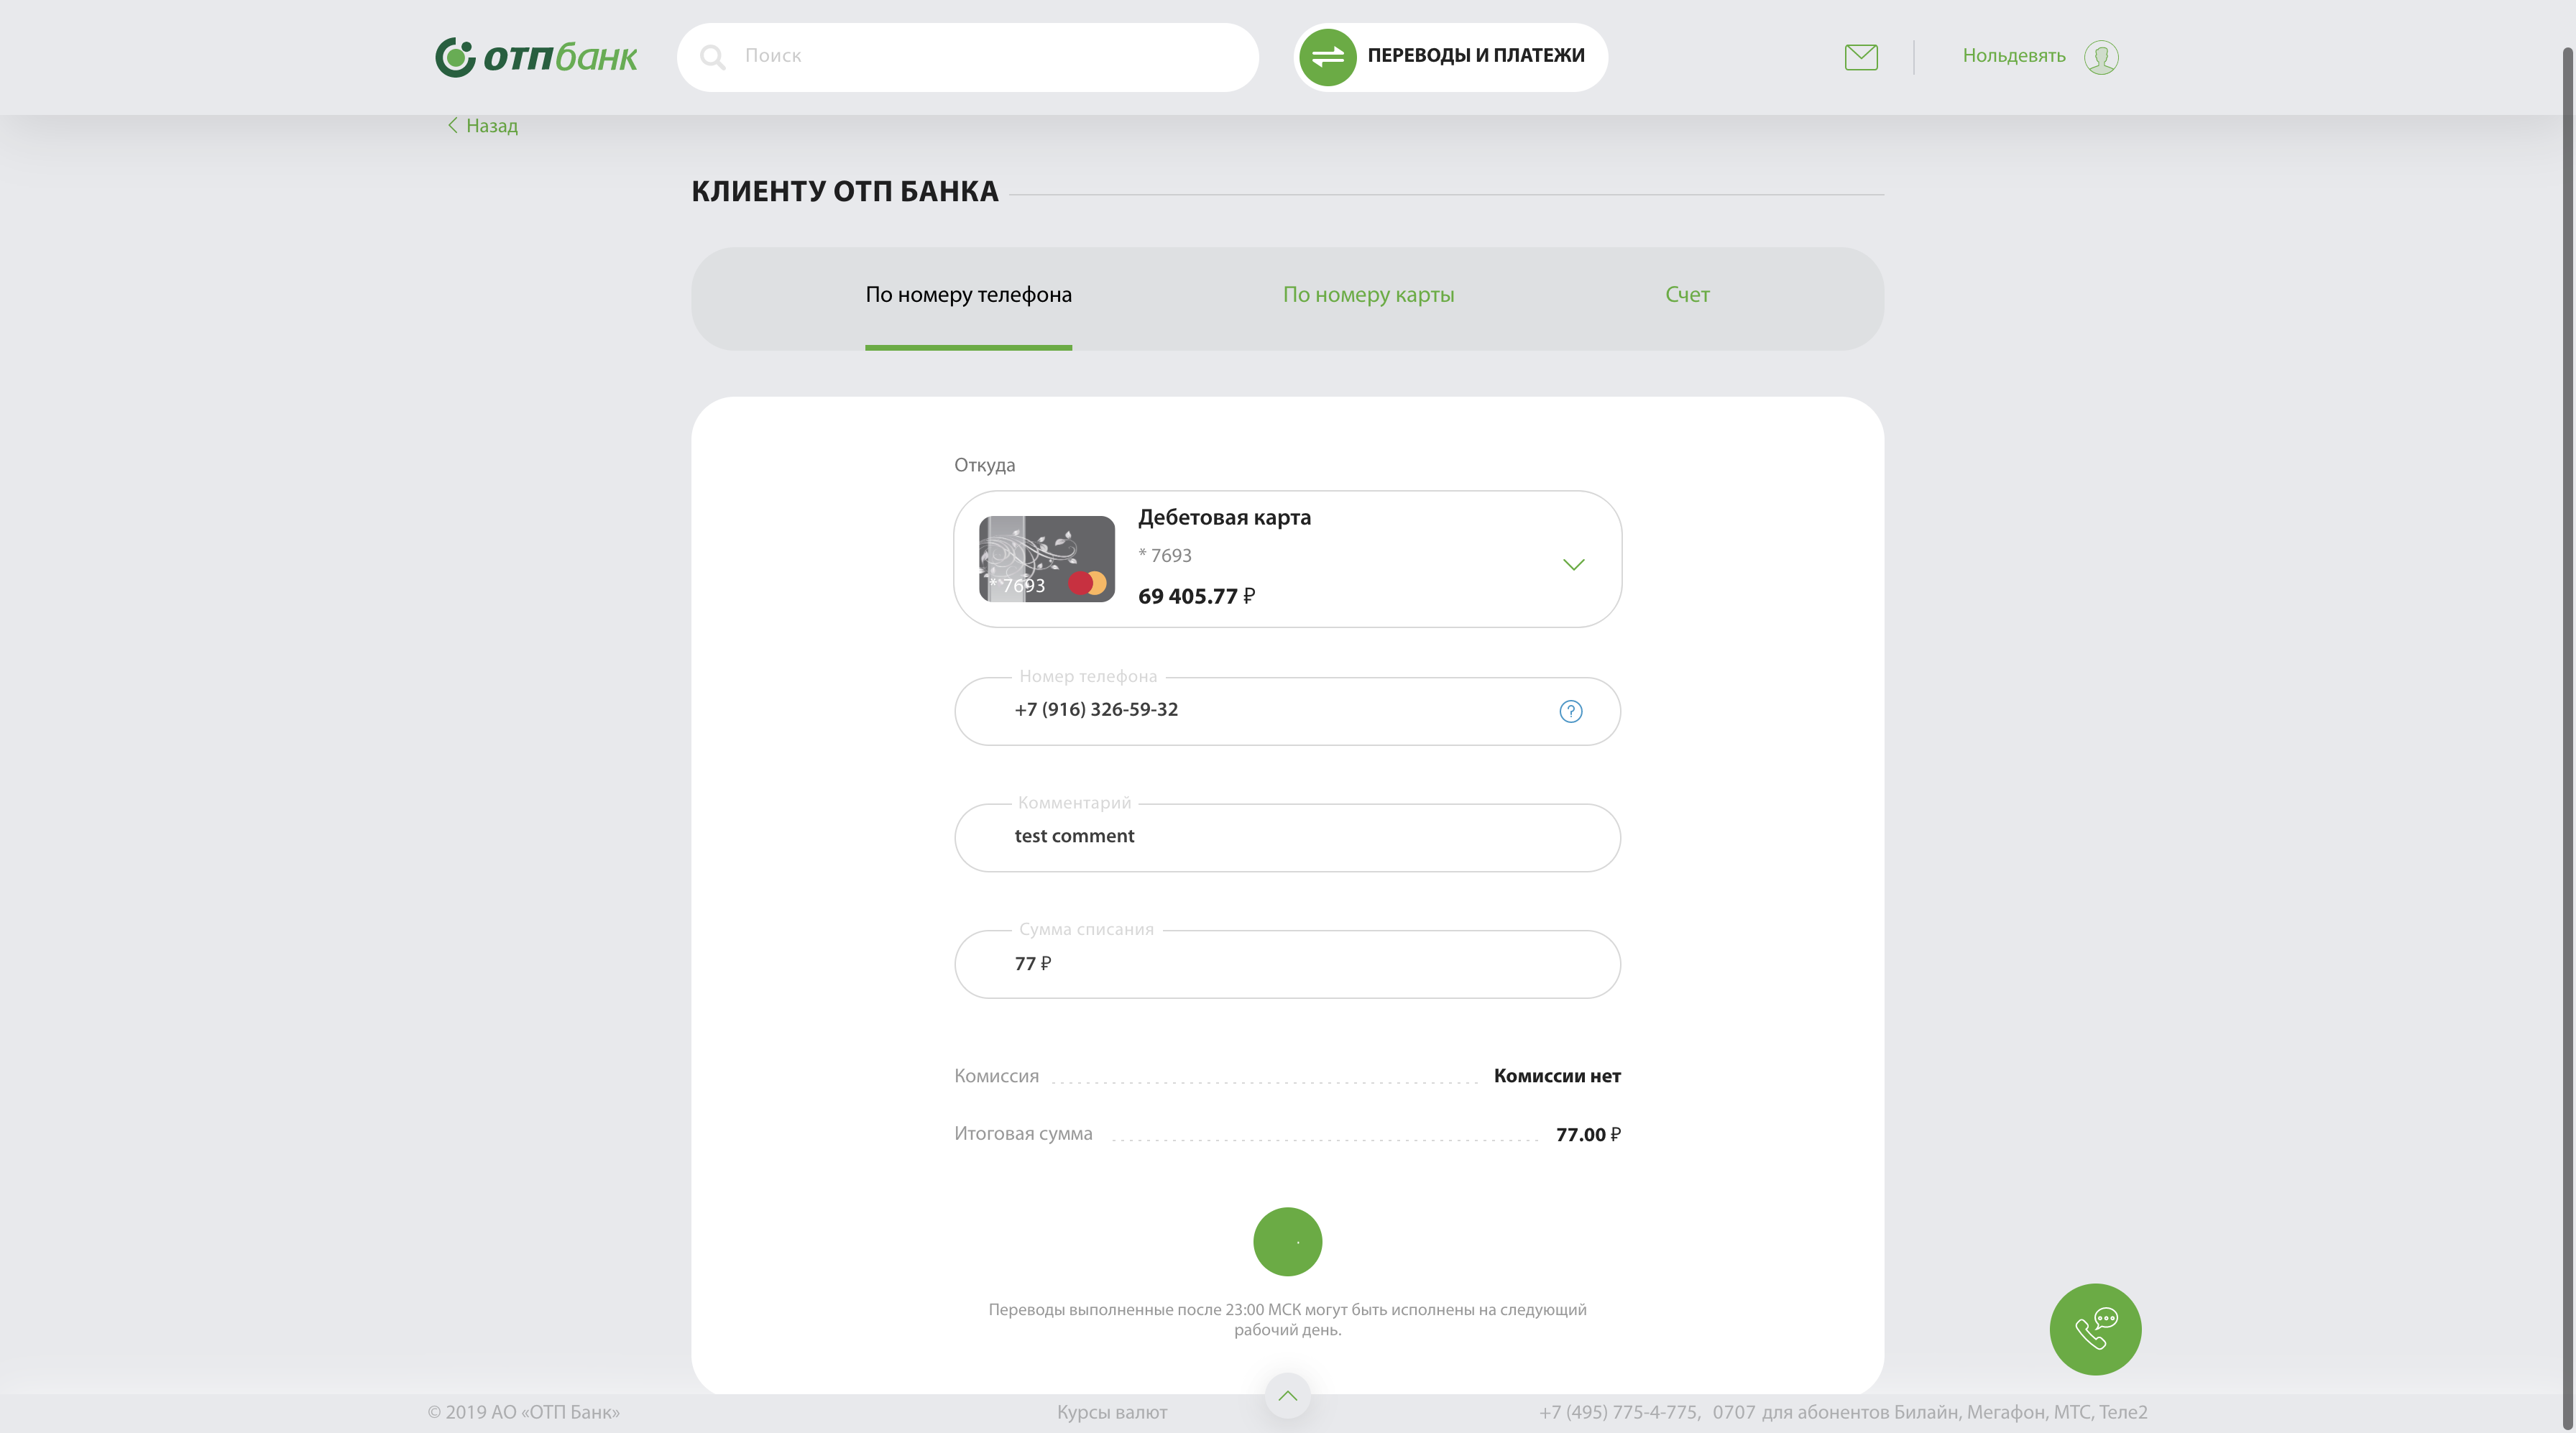 отпбанк
Поиск
ПЕРЕВОДЫ И ПЛАТЕЖИ
Нольдевять
Назад
КЛИЕНТУ ОТП БАНКА
По номеру телефона
По номеру карты
Счет
Откуда
Дебетовая карта
* 7693
* 7693
69 405.77 ₽
Номер телефона
+7 (916) 326-59-32
?
Комментарий
test comment
Сумма списания
77 ₽
Комиссия
Комиссии нет
Итоговая сумма
77.00 ₽
Переводы выполненные после 23:00 МСК могут быть исполнены на следующий
рабочий день.
© 2019 АО «ОТП Банк»
Курсы валют
+7 (495) 775-4-775, 0707 для абонентов Билайн, Мегафон, МТС, Теле2